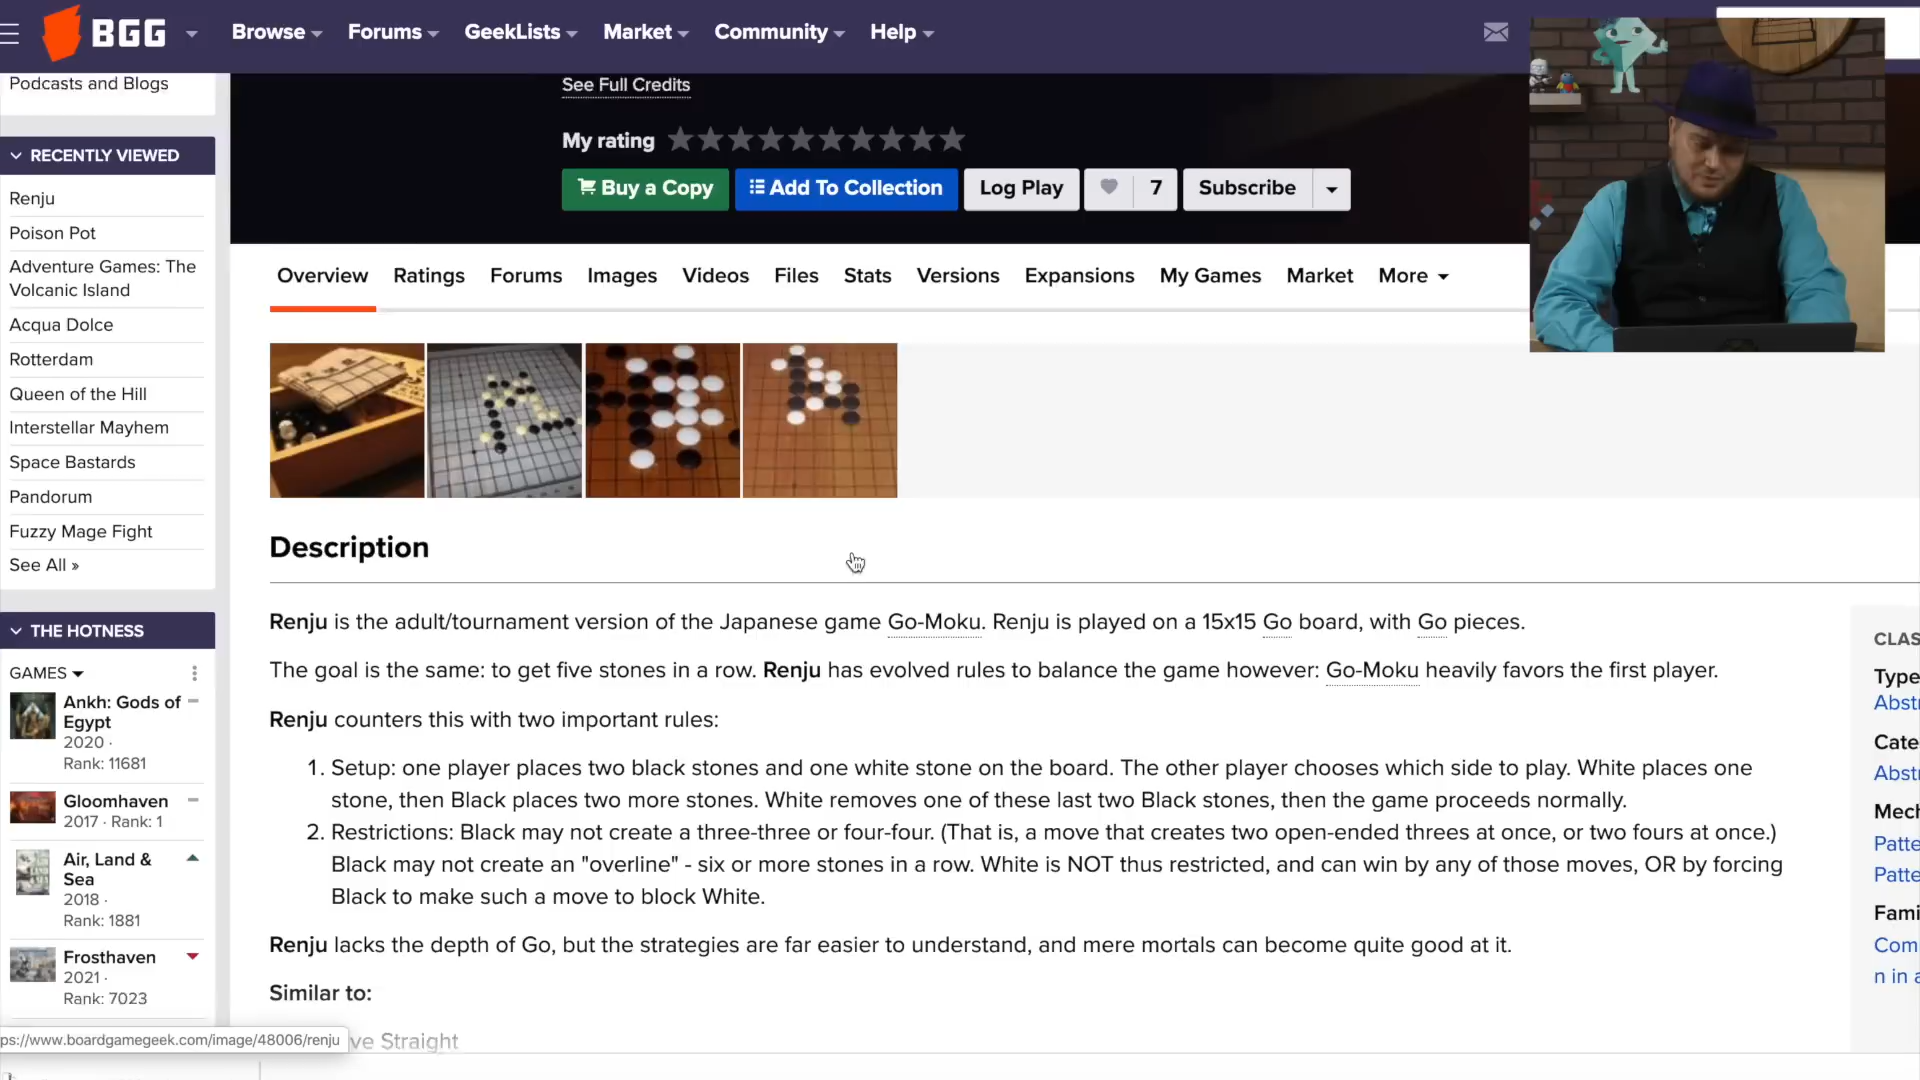 BGG
Browse
Forums
GeekLists
Market
Community
Help
Podcasts and Blogs
RECENTLY VIEWED
Renju
Poison Pot
Adventure Games: The
Volcanic Island
Acqua Dolce
Rotterdam
Queen of the Hill
Interstellar Mayhem
Space Bastards
Pandorum
Fuzzy Mage Fight
See All »
THE HOTNESS
GAMES
Ankh: Gods of
Egypt
2020 ·
Rank: 11681
Gloomhaven
2017 · Rank: 1
Air, Land &
Sea
2018 ·
Rank: 1881
Frosthaven
2021 ·
Rank: 7023
See Full Credits
My rating
Buy a Copy
Add To Collection
Log Play
7
Subscribe
Overview
Ratings
Forums
Images
Videos
Files
Stats
Versions
Expansions
My Games
Market
More
Description
Renju is the adult/tournament version of the Japanese game Go-Moku. Renju is played on a 15x15 Go board, with Go pieces.
The goal is the same: to get five stones in a row. Renju has evolved rules to balance the game however: Go-Moku heavily favors the first player.
Renju counters this with two important rules:
1. Setup: one player places two black stones and one white stone on the board. The other player chooses which side to play. White places one
stone, then Black places two more stones. White removes one of these last two Black stones, then the game proceeds normally.
2. Restrictions: Black may not create a three-three or four-four. (That is, a move that creates two open-ended threes at once, or two fours at once.)
Black may not create an "overline" - six or more stones in a row. White is NOT thus restricted, and can win by any of those moves, OR by forcing
Black to make such a move to block White.
Renju lacks the depth of Go, but the strategies are far easier to understand, and mere mortals can become quite good at it.
Similar to:
ve Straight
CLAS
Type
Abst
Cate
Abst
Mech
Patte
Patte
Fami
Com
n in a
ps://www.boardgamegeek.com/image/48006/renju